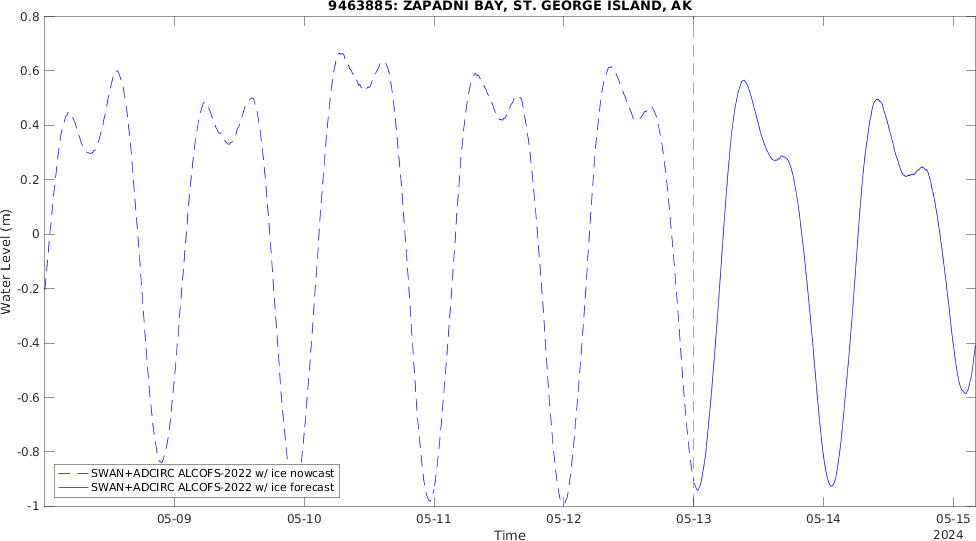 9463885: ZAPADNI BAY, ST. GEORGE ISLAND, AK
0.8
0.6
0.4
0.2
0
-0.2
-0.4
-0.6
-0.8
-1
Water Level (m)
SWAN+ADCIRC ALCOFS-2022 w/ ice nowcast
SWAN+ADCIRC ALCOFS-2022 w/ ice forecast
05-09 05-10 05-11 05-12 05-13 05-14 05-15
Time
2024